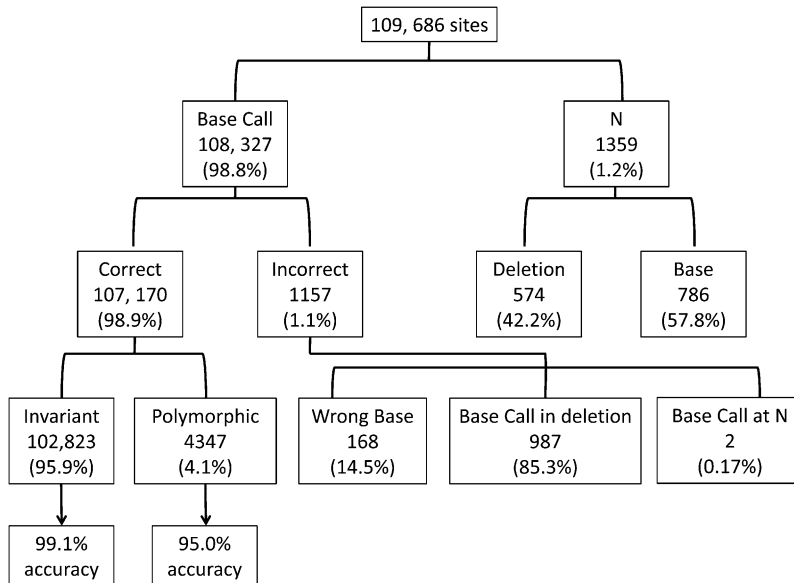 109, 686 sites
Base Call
108, 327
(98.8%)
N
1359
(1.2%)
Correct
107, 170
(98.9%)
Incorrect
1157
(1.1%)
Deletion
574
(42.2%)
Base
786
(57.8%)
Invariant
102,823
(95.9%)
Polymorphic
4347
(4.1%)
Wrong Base
168
(14.5%)
Base Call in deletion
987
(85.3%)
Base Call at N
2
(0.17%)
99.1%
accuracy
95.0%
accuracy